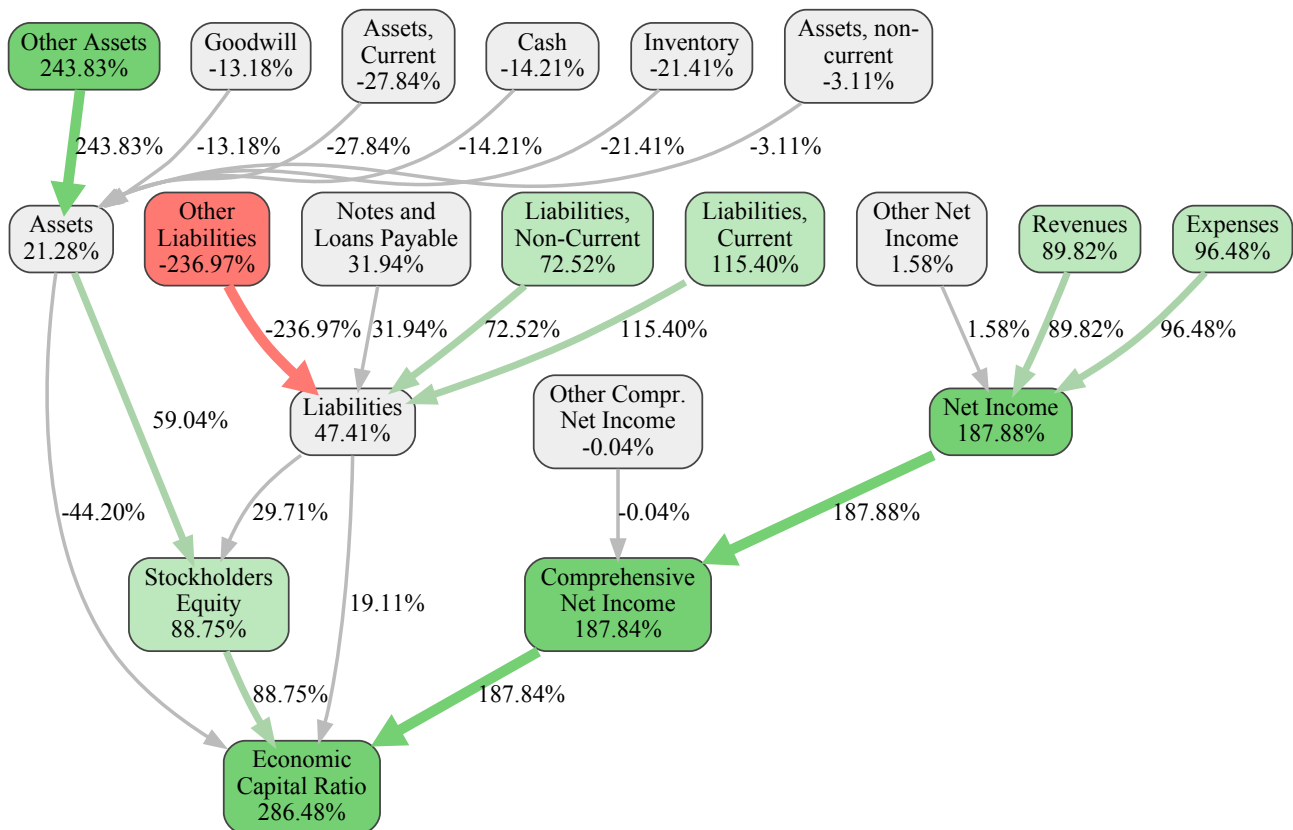 Other Assets
243.83%
Goodwill
-13.18%
Assets,
Current
-27.84%
Cash
-14.21%
Inventory
-21.41%
Assets, non-
current
-3.11%
243.83%
-13.18%
-27.84%
-14.21%
-21.41%
-3.11%
Assets
21.28%
Other
Liabilities
-236.97%
Notes and
Loans Payable
31.94%
Liabilities,
Non-Current
72.52%
Liabilities,
Current
115.40%
Other Net
Income
1.58%
Revenues
89.82%
Expenses
96.48%
-236.97%
31.94%
72.52%
115.40%
1.58%
89.82%
96.48%
59.04%
Liabilities
47.41%
Other Compr.
Net Income
-0.04%
Net Income
187.88%
-44.20%
29.71%
-0.04%
187.88%
Stockholders
Equity
88.75%
19.11%
Comprehensive
Net Income
187.84%
88.75%
187.84%
Economic
Capital Ratio
286.48%